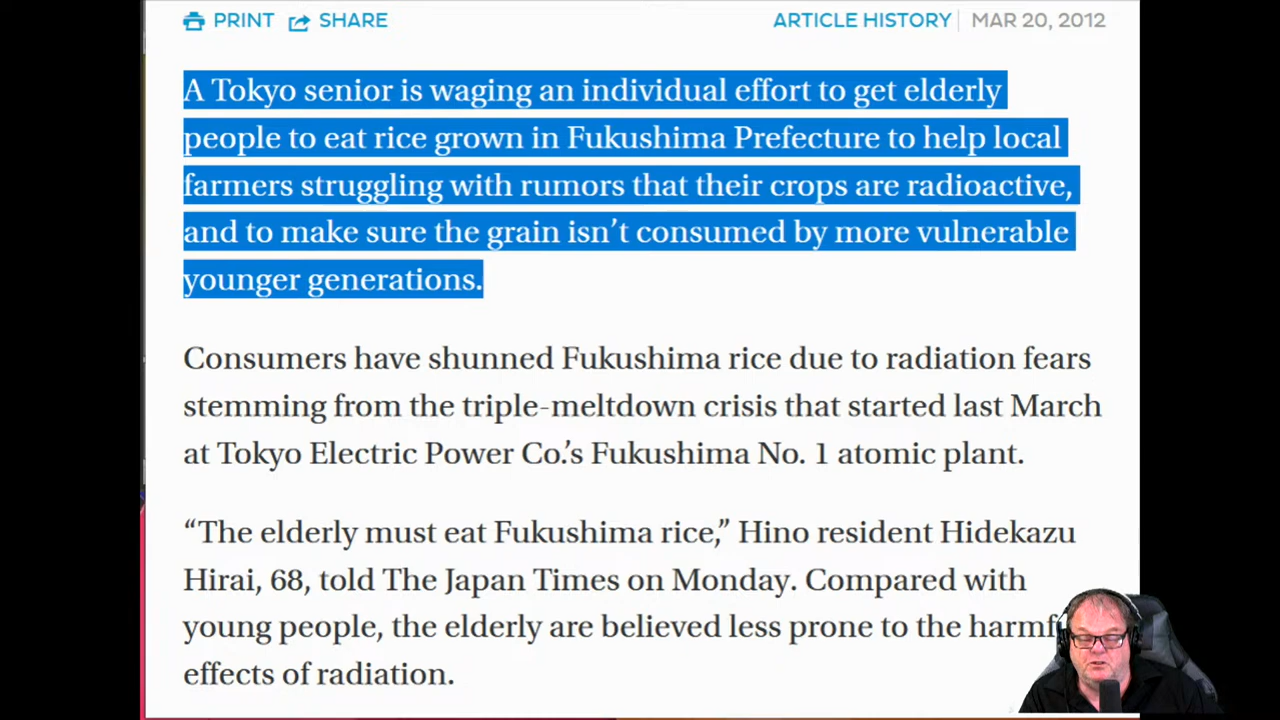 PRINT SHARE ARTICLE HISTORY MAR 20, 2012
A Tokyo senior is waging an individual effort to get elderly
people to eat rice grown in Fukushima Prefecture to help local
farmers struggling with rumors that their crops are radioactive,
and to make sure the grain isn’t consumed by more vulnerable
younger generations.
Consumers have shunned Fukushima rice due to radiation fears
stemming from the triple-meltdown crisis that started last March
at Tokyo Electric Power Co.’s Fukushima No. 1 atomic plant.
“The elderly must eat Fukushima rice,” Hino resident Hidekazu
Hirai, 68, told The Japan Times on Monday. Compared with
young people, the elderly are believed less prone to the
effects of radiation.